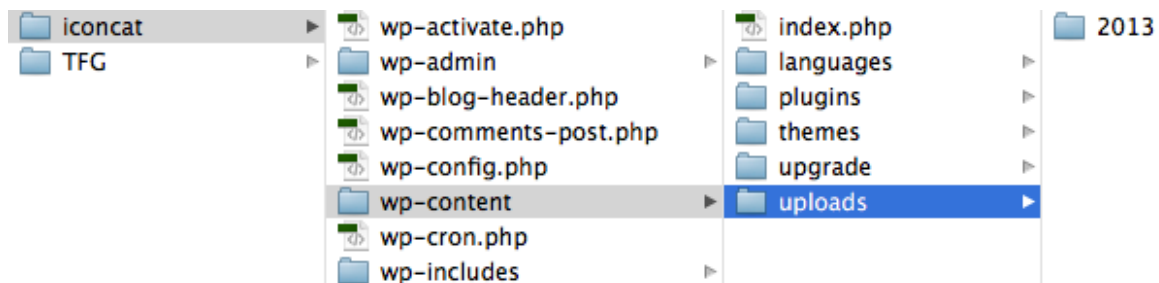 iconcat
TFG
wp-activate.php
wp-admin
wp-blog-header.php
wp-comments-post.php
wp-config.php
wp-content
wp-cron.php
wp-includes
index.php
languages
plugins
themes
upgrade
uploads
2013